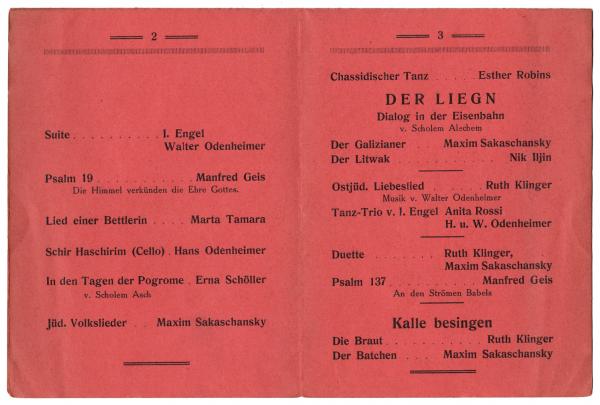 2
Suite . . . . . . . . . . I. Engel
Walter Odenheimer
Psalm 19 . . . . . . . . . . Manfred Geis
Die Himmel verkünden die Ehre Gottes.
Lied einer Bettlerin . . . . Marta Tamara
Schir Haschirim (Cello) . Hans Odenheimer
In den Tagen der Pogrome . Erna Schöller
v. Scholem Asch
Jüd. Volkslieder . . Maxim Sakaschansky
3
Chassidischer Tanz . . . . . Esther Robins
DER LIEGN
Dialog in der Eisenbahn
v. Scholem Alechem
Der Galizianer Maxim Sakaschansky
Der Litwak . . . . . . . . . . Nik Iljin
Ostjüd. Liebeslied . . . . Ruth Klinger
Musik v. Walter Odenheimer
Tanz-Trio v. I. Engel Anita Rossi
H. u. W. Odenheimer
Duette . . . . . Ruth Klinger,
Maxim Sakaschansky
Psalm 137 . . . . . . . . Manfred Geis
An den Strömen Babels
Kalle besingen
Die Braut . . . . . . . . . . Ruth Klinger
Der Batchen . . . . Maxim Sakaschansky